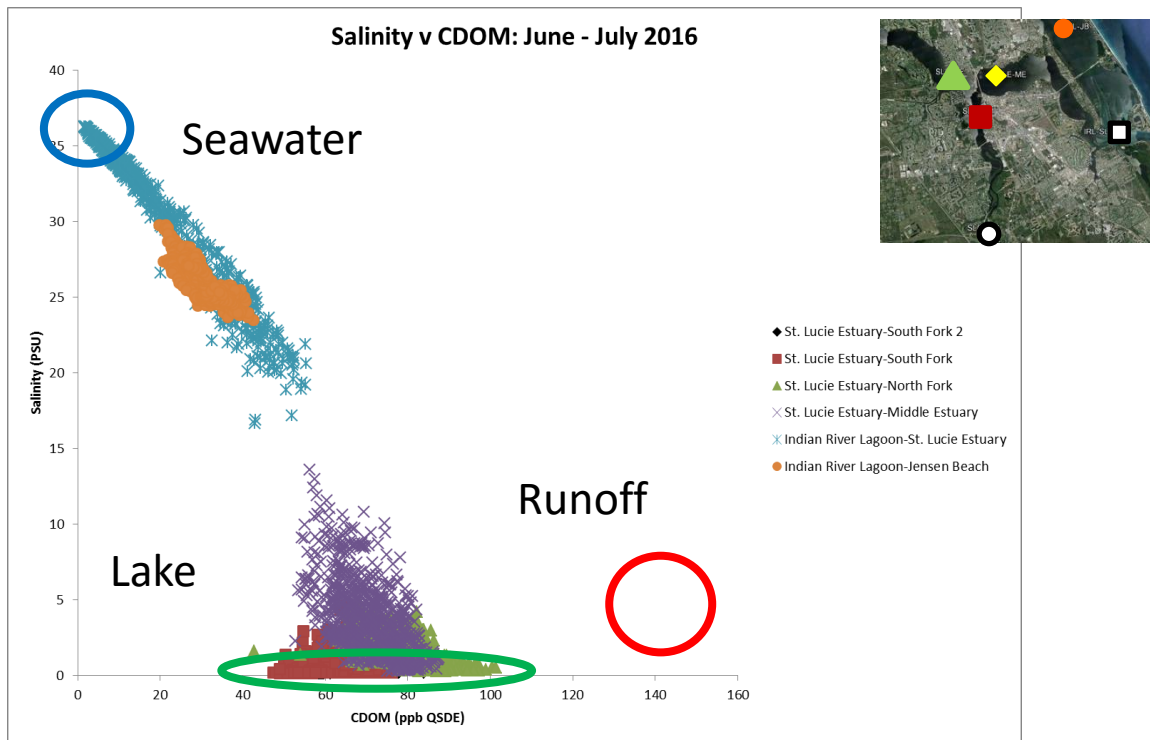 Salinity v CDOM: June - July 2016
40
35
30
25
20
15
10
5
0
Salinity (PSU)
0 20 40 60 80 100 120 140 160
CDOM (ppb QSDE)
Seawater
Runoff
Lake
St. Lucie Estuary-South Fork 2
St. Lucie Estuary-South Fork
St. Lucie Estuary-North Fork
St. Lucie Estuary-Middle Estuary
Indian River Lagoon-St. Lucie Estuary
Indian River Lagoon-Jensen Beach
E-ME